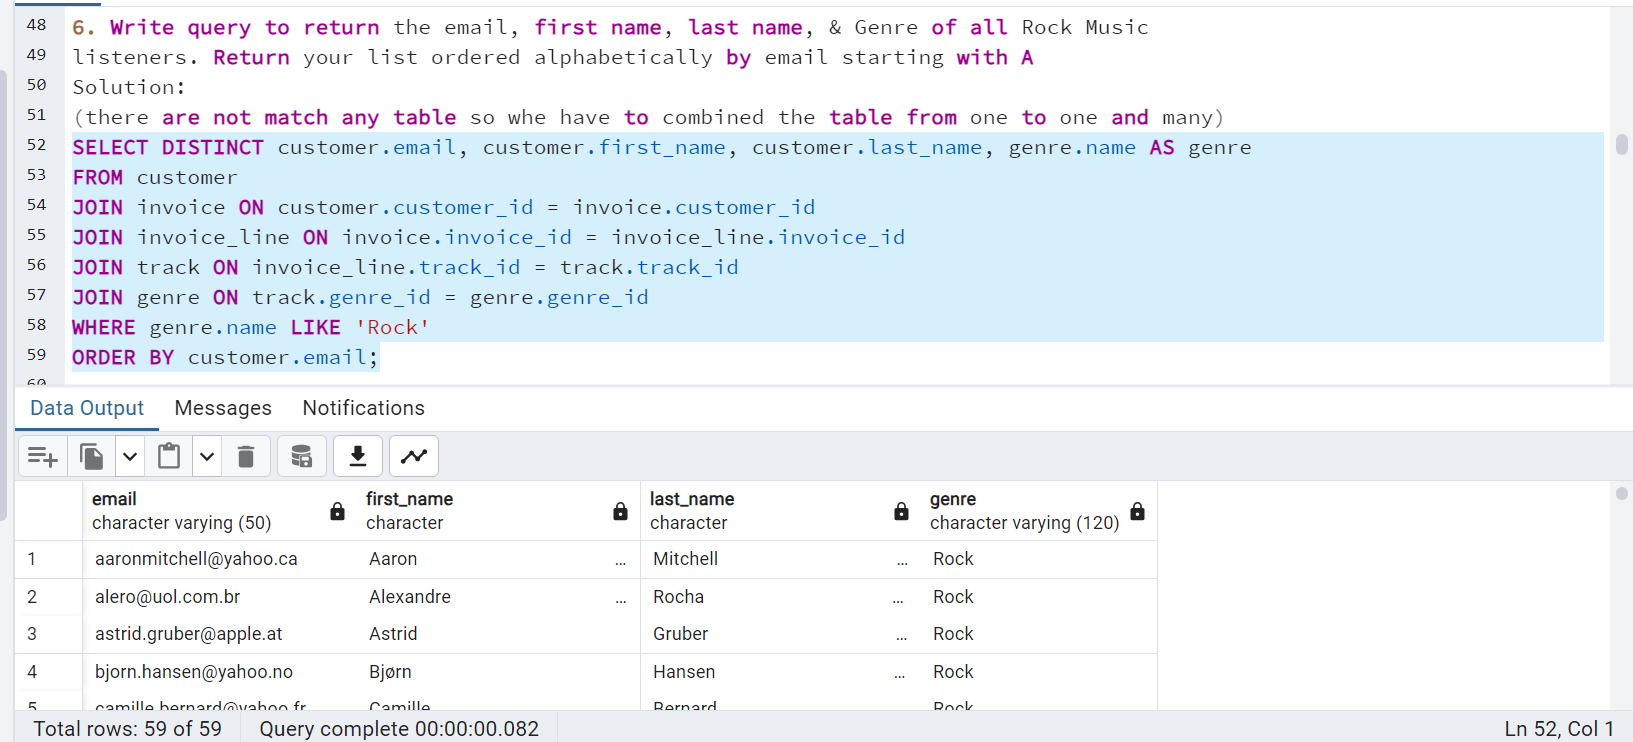 48 6. Write query to return the email, first name, last name, & Genre of all Rock Music
49 listeners. Return your list ordered alphabetically by email starting with A
50 Solution:
51 (there are not match any table so whe have to combined the table from one to one and many)
52 SELECT DISTINCT customer.email, customer.first_name, customer.last_name, genre.name AS genre
53 FROM customer
54 JOIN invoice ON customer.customer_id = invoice.customer_id
55 JOIN invoice_line ON invoice.invoice_id = invoice_line.invoice_id
56 JOIN track ON invoice_line.track_id = track.track_id
57 JOIN genre ON track.genre_id = genre.genre_id
58 WHERE genre.name LIKE 'Rock'
59 ORDER BY customer.email;
60
Data Output Messages Notifications
email first_name last_name genre
character varying (50) character character character varying (120)
1 aaronmitchell@yahoo.ca Aaron ... Mitchell ... Rock
2 alero@uol.com.br Alexandre ... Rocha ... Rock
3 astrid.gruber@apple.at Astrid Gruber ... Rock
4 bjorn.hansen@yahoo.no Bjørn Hansen ... Rock
5 camille.bernard@yahoo.fr Camille Bernard Rock
Total rows: 59 of 59 Query complete 00:00:00.082 Ln 52, Col 1